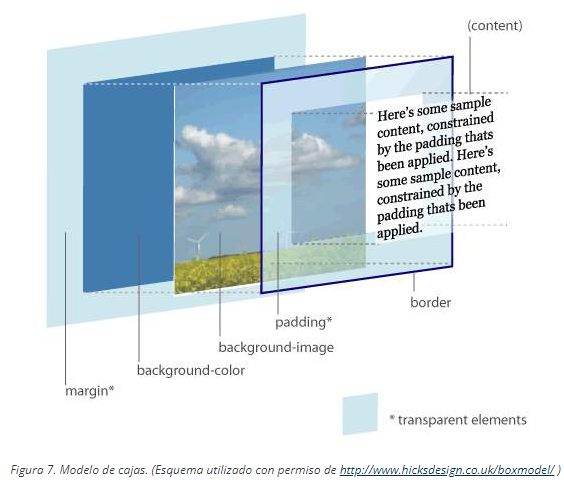 (content)
Here's some sample
content, constrained
by the padding thats
been applied. Here's
some sample content,
constrained by the
padding thats been
applied.
border
padding*
background-image
background-color
margin*
* transparent elements
Figura 7. Modelo de cajas. (Esquema utilizado con permiso de http://www.hicksdesign.co.uk/boxmodel/ )